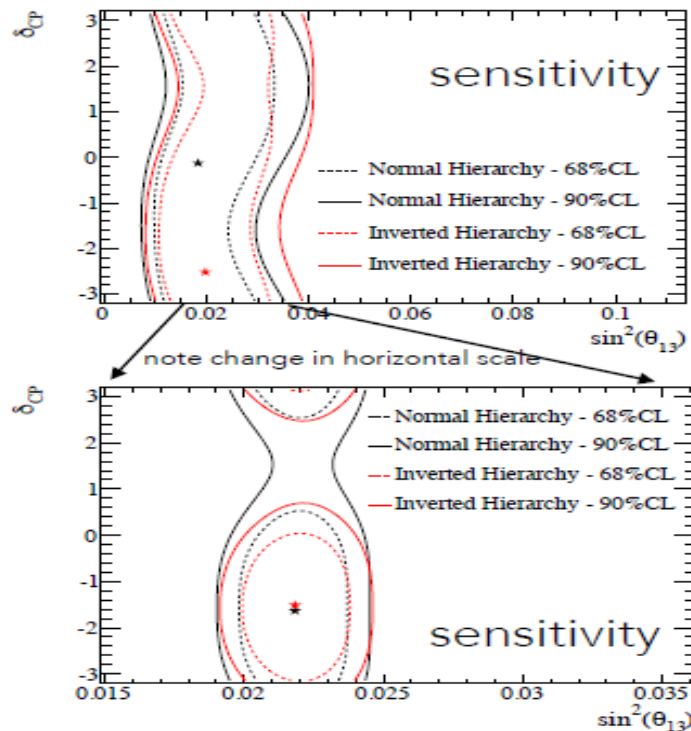 δCP
3
2
1
0
-1
-2
-3
sensitivity
Normal Hierarchy - 68%CL
Normal Hierarchy - 90%CL
Inverted Hierarchy - 68%CL
Inverted Hierarchy - 90%CL
0 0.02 0.04 0.06 0.08 0.1
sin²(θ₁₃)
note change in horizontal scale
δCP
3
2
1
0
-1
-2
-3
Normal Hierarchy - 68%CL
Normal Hierarchy - 90%CL
Inverted Hierarchy - 68%CL
Inverted Hierarchy - 90%CL
sensitivity
0.015 0.02 0.025 0.03 0.035
sin²(θ₁₃)